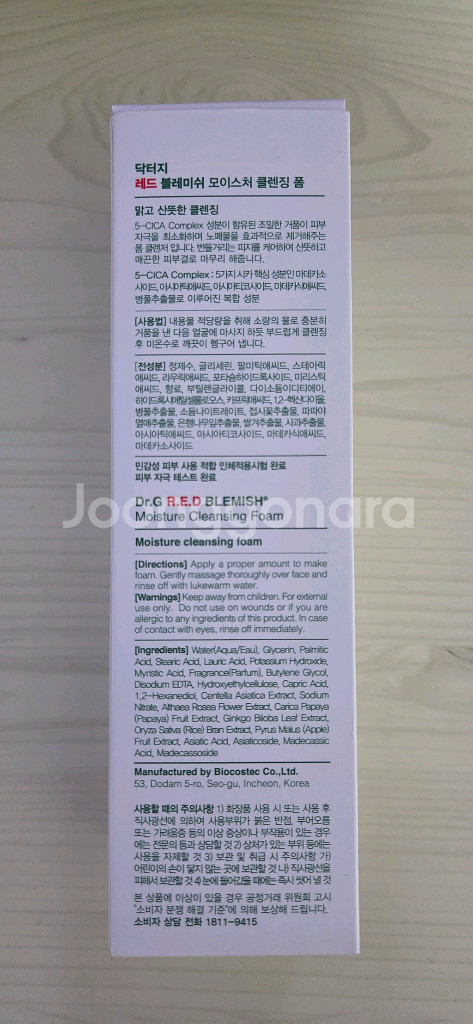 닥터지
레드 블레미쉬 모이스처 클렌징 폼
맑고 산뜻한 클렌징
5-CICA Complex 성분이 함유된 조밀한 거품이 피부
자극을 최소화하며 노폐물을 효과적으로 제거해주는
폼 클렌저 입니다. 번들거리는 피지를 케어하여 산뜻하고
매끈한 피부결로 마무리 해줍니다.
5-CICA Complex : 5가지 시카 핵심 성분인 마데카소
사이드, 아시아틱애씨드, 아시아티코사이드, 마데카식애씨드,
병풀추출물로 이루어진 복합 성분
[사용법] 내용물 적당량을 취해 소량의 물로 충분히
거품을 낸 다음 얼굴에 마사지 하듯 부드럽게 클렌징
후 미온수로 깨끗이 헹구어 냅니다.
[전성분] 정제수, 글리세린, 팔미틱애씨드, 스테아릭
애씨드, 라우릭애씨드, 포타슘하이드록사이드, 미리스틱
애씨드, 향료, 부틸렌글라이콜, 다이소듐이디티에이,
하이드록시에틸셀룰로오스, 카프릭애씨드, 1,2-헥산다이올,
병풀추출물, 소듐나이트레이트, 접시꽃추출물, 파파야
열매추출물, 은행나무잎추출물, 쌀겨추출물, 사과추출물,
아시아틱애씨드, 아시아티코사이드, 마데카식애씨드,
마데카소사이드
민감성 피부 사용 적합 인체적용시험 완료
피부 자극 테스트 완료
Dr.G R.E.D BLEMISH®
Moisture Cleansing Foam
Joonggonara
Moisture cleansing foam
[Directions] Apply a proper amount to make
foam. Gently massage thoroughly over face and
rinse off with lukewarm water.
[Warnings] Keep away from children. For external
use only. Do not use on wounds or if you are
allergic to any ingredients of this product. In case
of contact with eyes, rinse off immediately.
[Ingredients] Water(Aqua/Eau), Glycerin, Palmitic
Acid, Stearic Acid, Lauric Acid, Potassium Hydroxide,
Myristic Acid, Fragrance(Parfum), Butylene Glycol,
Disodium EDTA, Hydroxyethylcellulose, Capric Acid,
1,2-Hexanediol, Centella Asiatica Extract, Sodium
Nitrate, Althaea Rosea Flower Extract, Carica Papaya
(Papaya) Fruit Extract, Ginkgo Biloba Leaf Extract,
Oryza Sativa (Rice) Bran Extract, Pyrus Malus (Apple)
Fruit Extract, Asiatic Acid, Asiaticoside, Madecassic
Acid, Madecassoside
Manufactured by Biocostec Co.,Ltd.
53, Dodam 5-ro, Seo-gu, Incheon, Korea
사용할 때의 주의사항 1) 화장품 사용 시 또는 사용 후
직사광선에 의하여 사용부위가 붉은 반점, 부어오름
또는 가려움증 등의 이상 증상이나 부작용이 있는 경우
에는 전문의 등과 상담할 것 2) 상처가 있는 부위 등에는
사용을 자제할 것 3) 보관 및 취급 시 주의사항 가)
어린이의 손이 닿지 않는 곳에 보관할 것 나) 직사광선을
피해서 보관할 것 4) 눈에 들어갔을 때에는 즉시 씻어 낼 것
본 상품에 이상이 있을 경우 공정거래 위원회 고시
"소비자 분쟁 해결 기준"에 의해 보상해 드립니다.
소비자 상담 전화 1811-9415